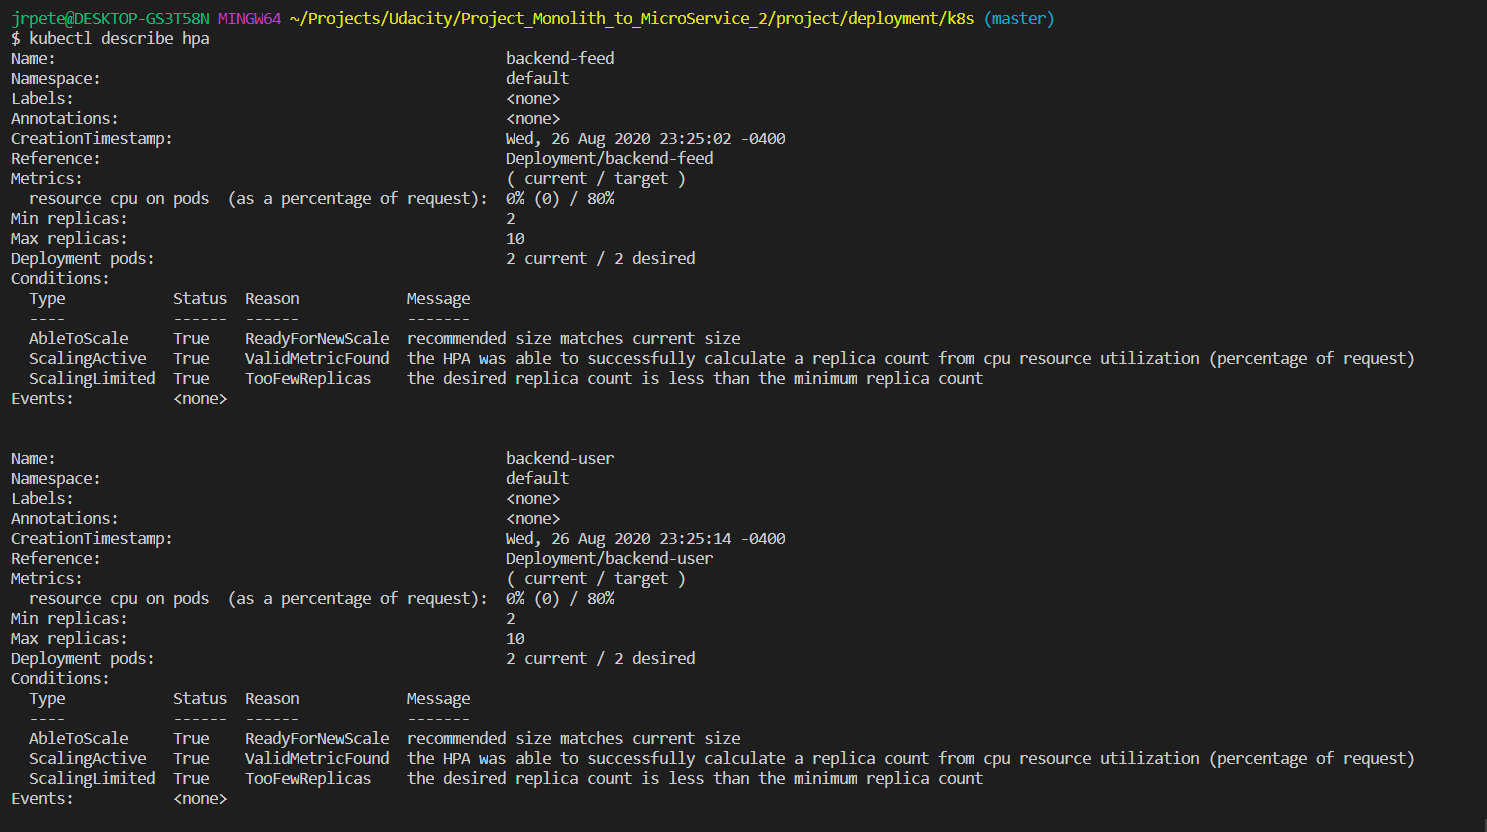 jrpete@DESKTOP-GS3T58N MINGW64 ~/Projects/Udacity/Project_Monolith_to_MicroService_2/project/deployment/k8s (master)
$ kubectl describe hpa
Name:                                                  backend-feed
Namespace:                                             default
Labels:                                                <none>
Annotations:                                           <none>
CreationTimestamp:                                     Wed, 26 Aug 2020 23:25:02 -0400
Reference:                                             Deployment/backend-feed
Metrics:                                               ( current / target )
  resource cpu on pods  (as a percentage of request):  0% (0) / 80%
Min replicas:                                          2
Max replicas:                                          10
Deployment pods:                                       2 current / 2 desired
Conditions:
  Type            Status  Reason            Message
  ----            ------  ------            -------
  AbleToScale     True    ReadyForNewScale  recommended size matches current size
  ScalingActive   True    ValidMetricFound  the HPA was able to successfully calculate a replica count from cpu resource utilization (percentage of request)
  ScalingLimited  True    TooFewReplicas    the desired replica count is less than the minimum replica count
Events:           <none>
Name:                                                  backend-user
Namespace:                                             default
Labels:                                                <none>
Annotations:                                           <none>
CreationTimestamp:                                     Wed, 26 Aug 2020 23:25:14 -0400
Reference:                                             Deployment/backend-user
Metrics:                                               ( current / target )
  resource cpu on pods  (as a percentage of request):  0% (0) / 80%
Min replicas:                                          2
Max replicas:                                          10
Deployment pods:                                       2 current / 2 desired
Conditions:
  Type            Status  Reason            Message
  ----            ------  ------            -------
  AbleToScale     True    ReadyForNewScale  recommended size matches current size
  ScalingActive   True    ValidMetricFound  the HPA was able to successfully calculate a replica count from cpu resource utilization (percentage of request)
  ScalingLimited  True    TooFewReplicas    the desired replica count is less than the minimum replica count
Events:           <none>